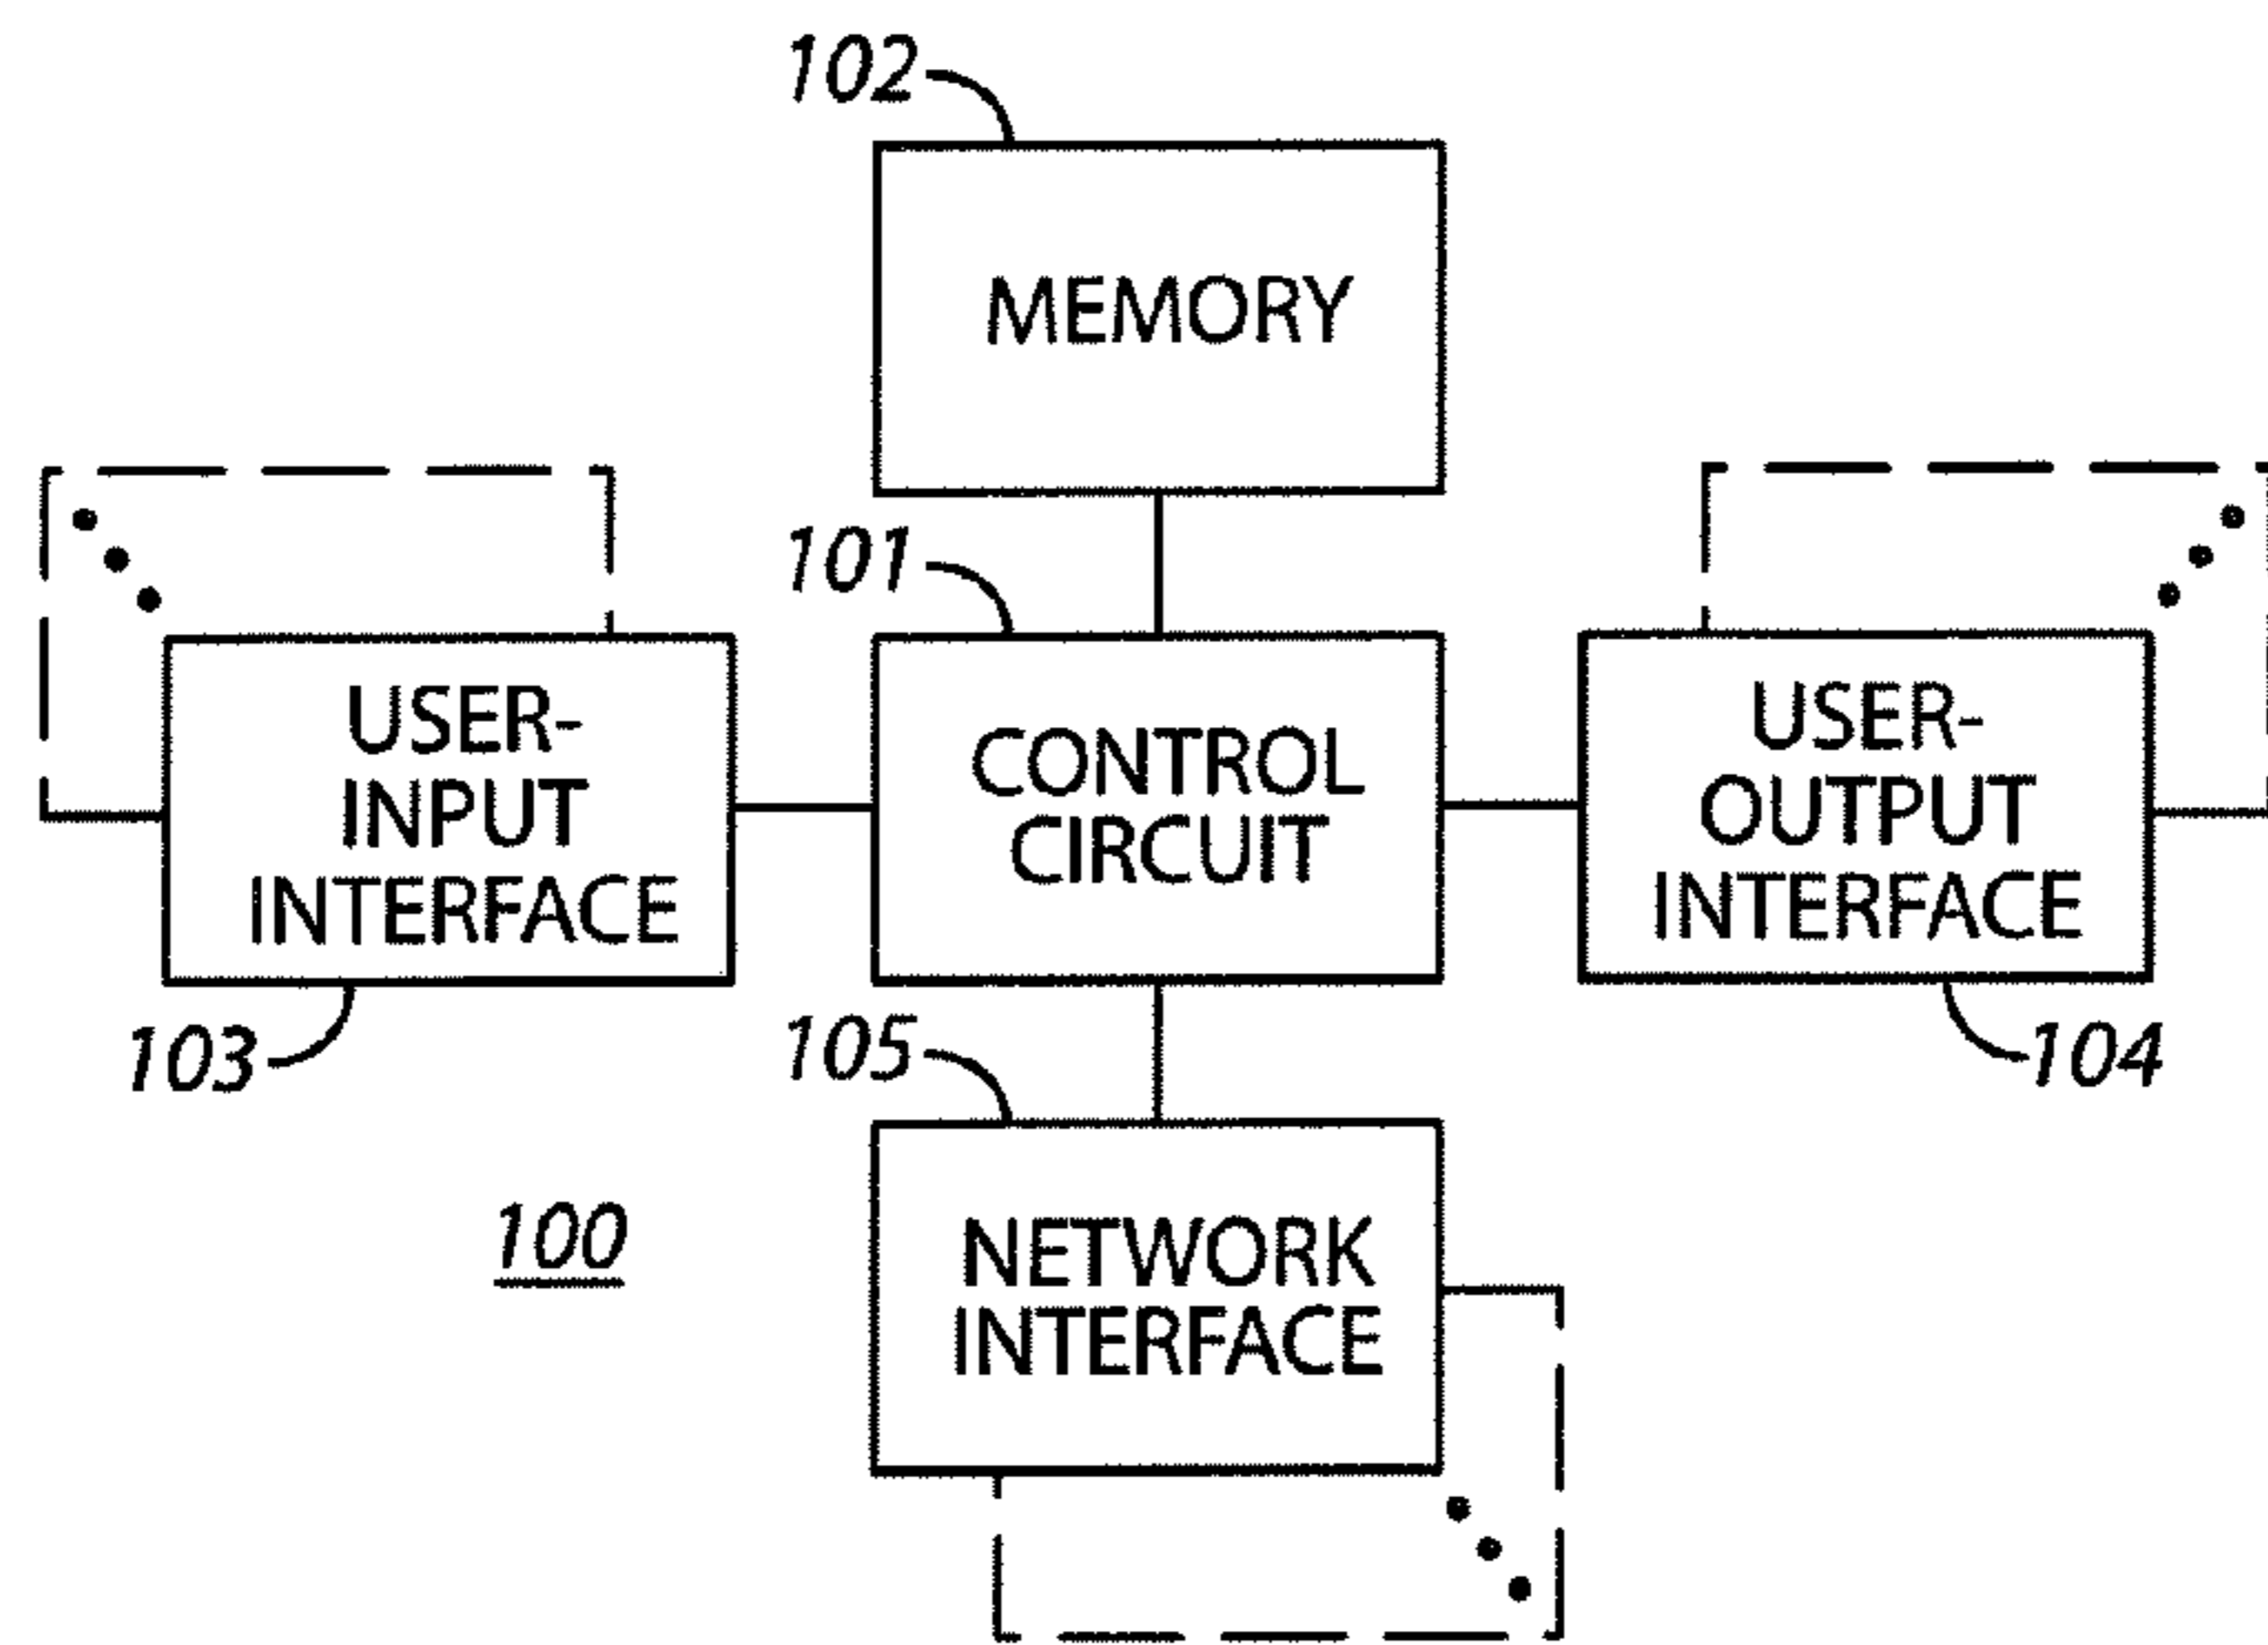 102
MEMORY
101
USER-
INPUT
INTERFACE
CONTROL
CIRCUIT
USER-
OUTPUT
INTERFACE
103
105
104
100
NETWORK
INTERFACE